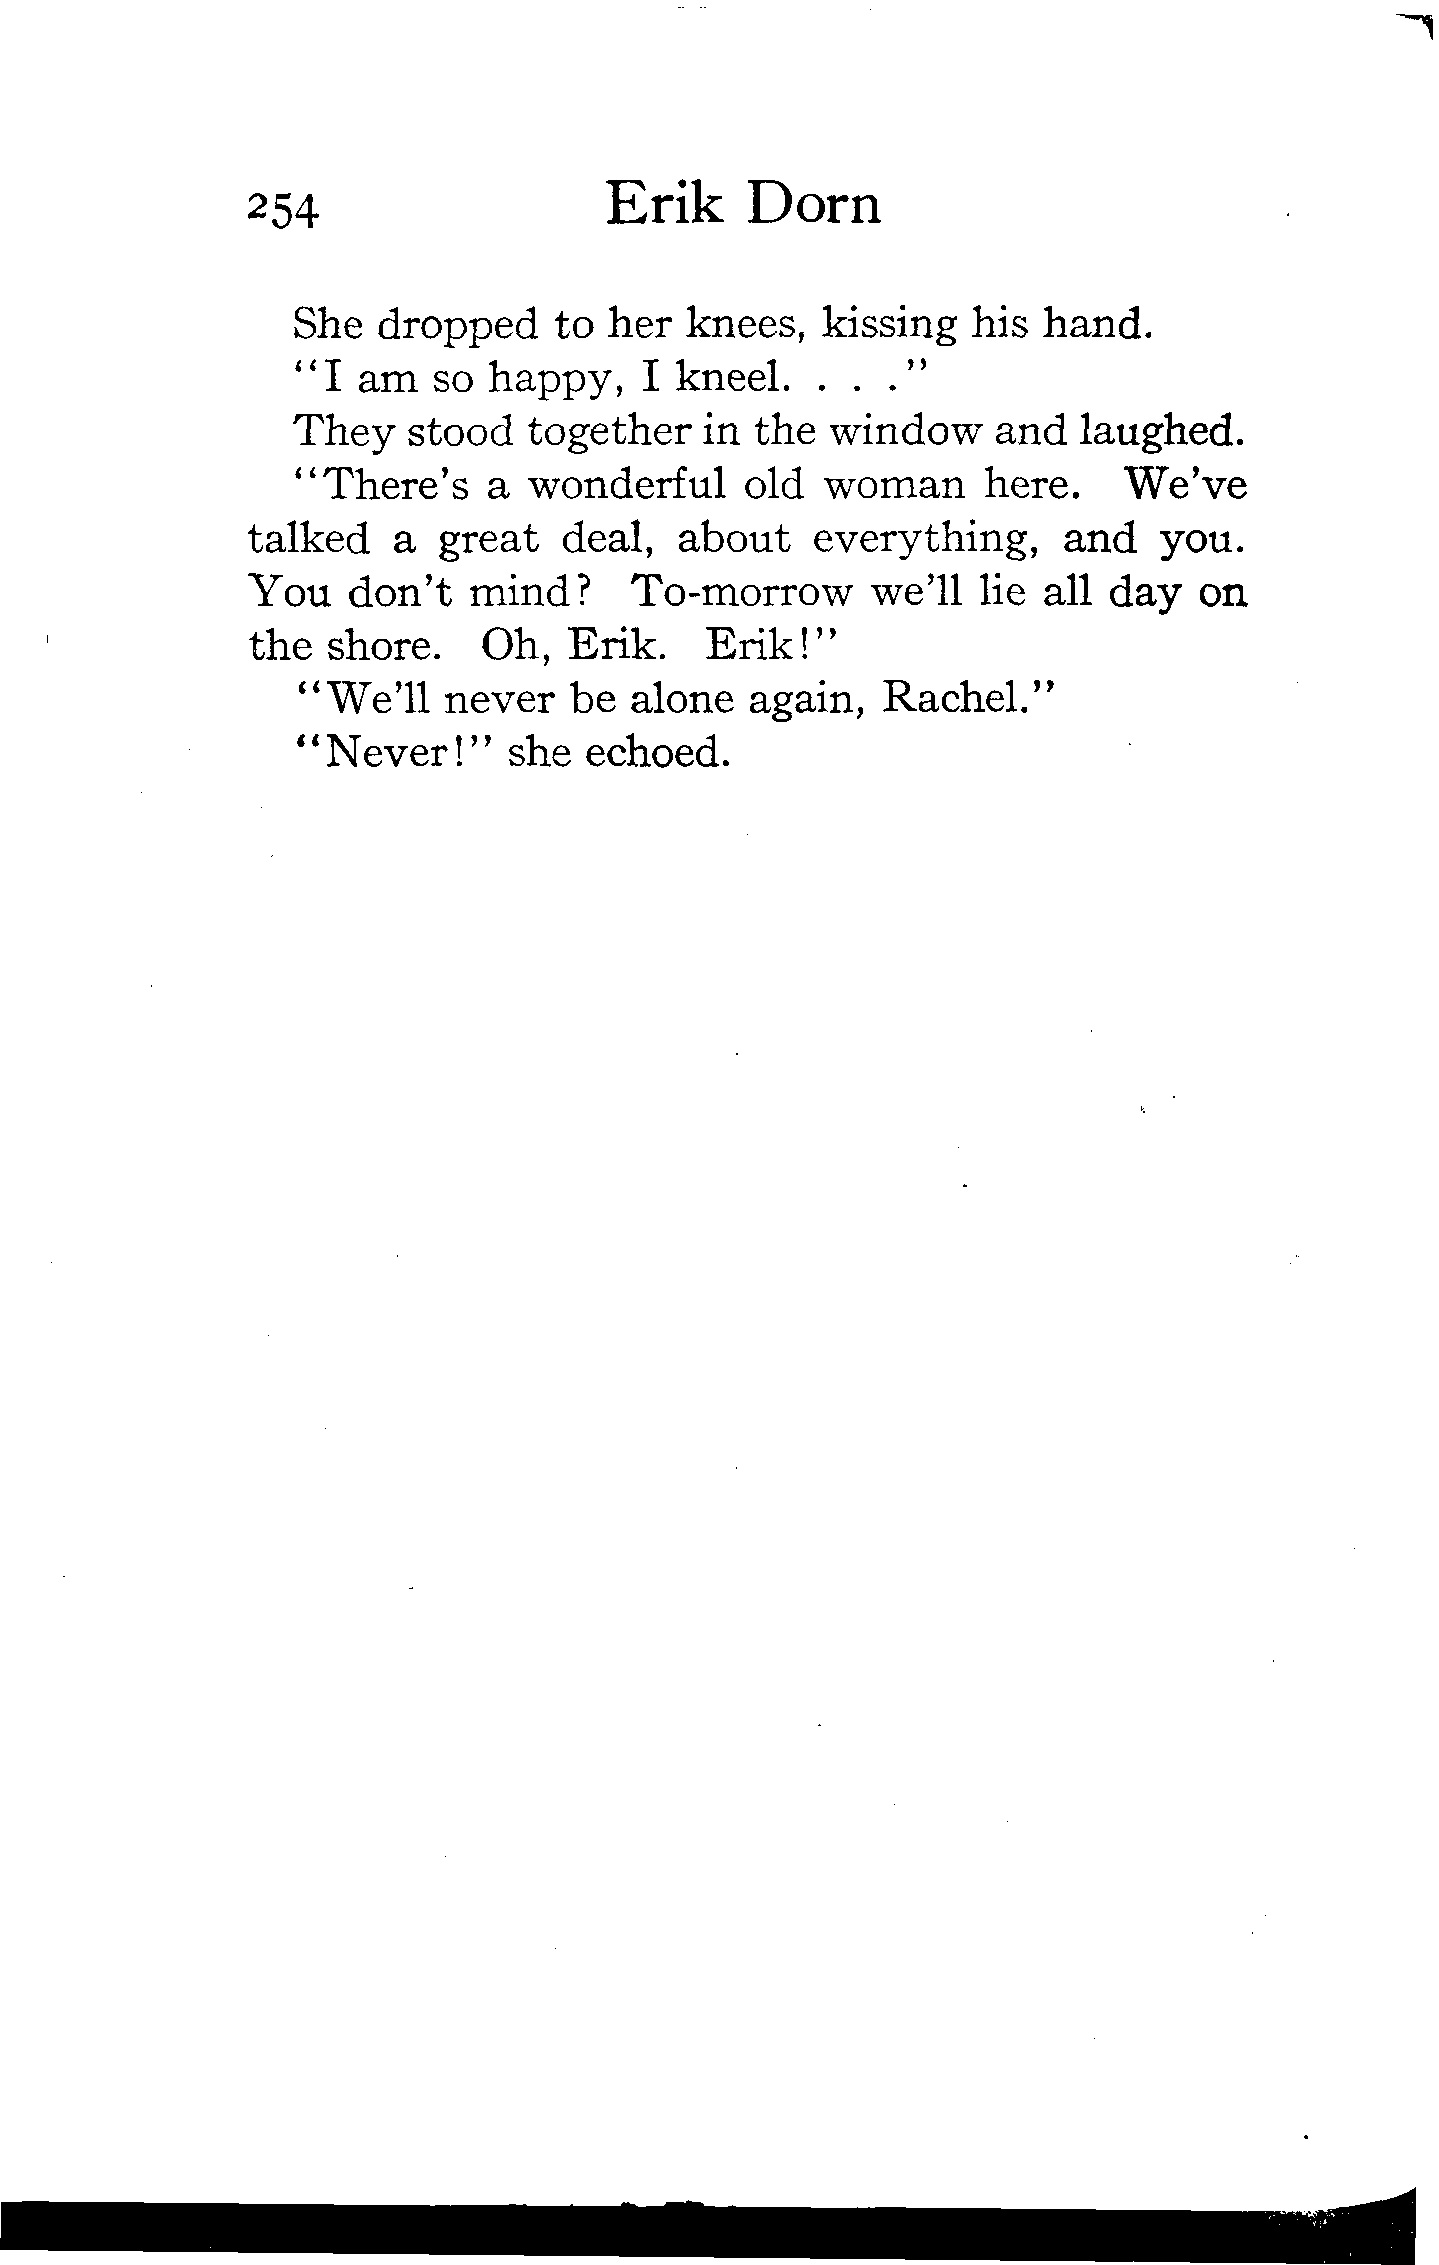 254 Erik Dorn
She dropped to her knees, kissing his hand.
"I am so happy, I kneel. . . ."
They stood together in the window and laughed.
"There's a wonderful old woman here. We've
talked a great deal, about everything, and you.
You don't mind? To-morrow we'll lie all day on
the shore. Oh, Erik. Erik!"
"We'll never be alone again, Rachel."
"Never!" she echoed.